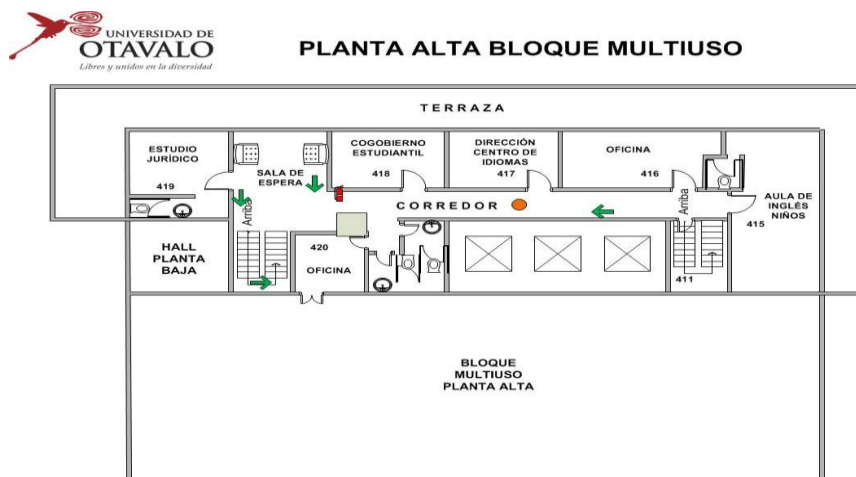 UNIVERSIDAD DE
OTAVALO
Libres y unidos en la diversidad
PLANTA ALTA BLOQUE MULTIUSO
TERRAZA
ESTUDIO
JURÍDICO
419
SALA DE
ESPERA
COGOBIERNO
ESTUDIANTIL
418
DIRECCIÓN
CENTRO DE
IDIOMAS
417
OFICINA
416
AULA DE
INGLÉS
NIÑOS
415
Arriba
CORREDOR
Arriba
HALL
PLANTA
BAJA
420
OFICINA
411
BLOQUE
MULTIUSO
PLANTA ALTA